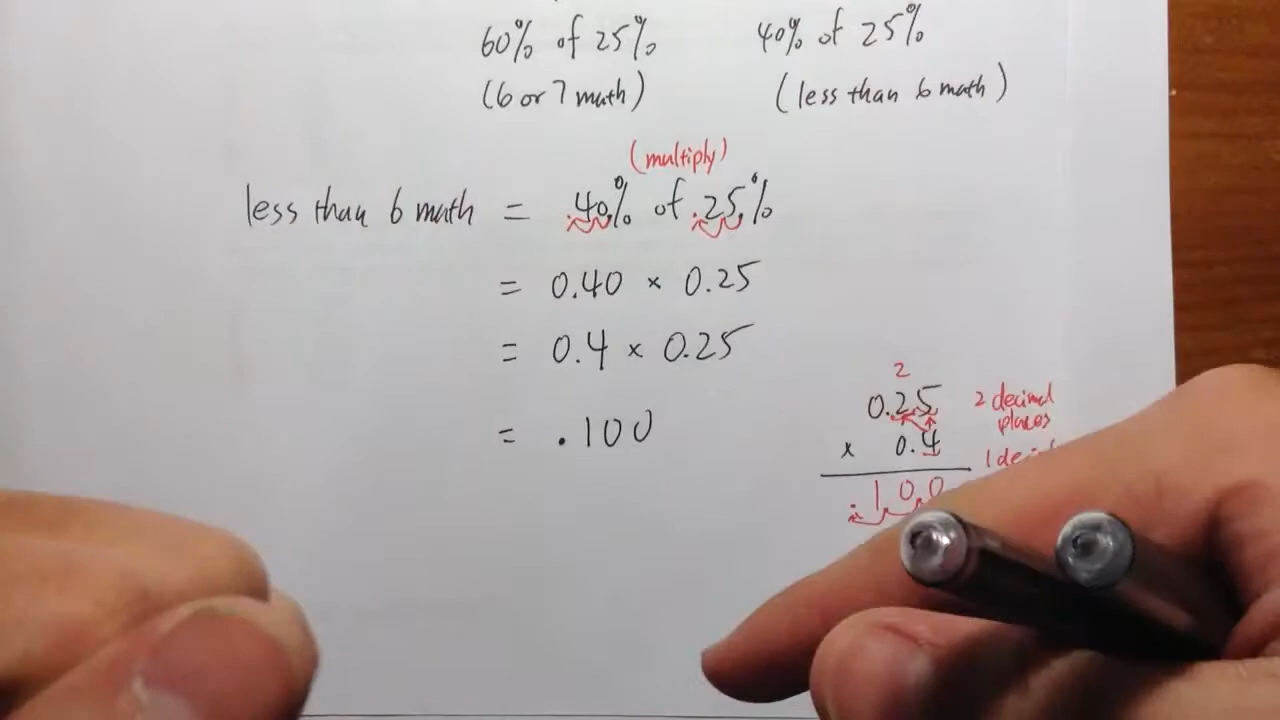 60% of 25% 40% of 25%
(6 or 7 math) (less than 6 math)
(multiply)
less than 6 math = .40.% of .25.%
= 0.40 × 0.25
= 0.4 × 0.25
= .100
2
0.25 2 decimal places
× 0.4 1
.100